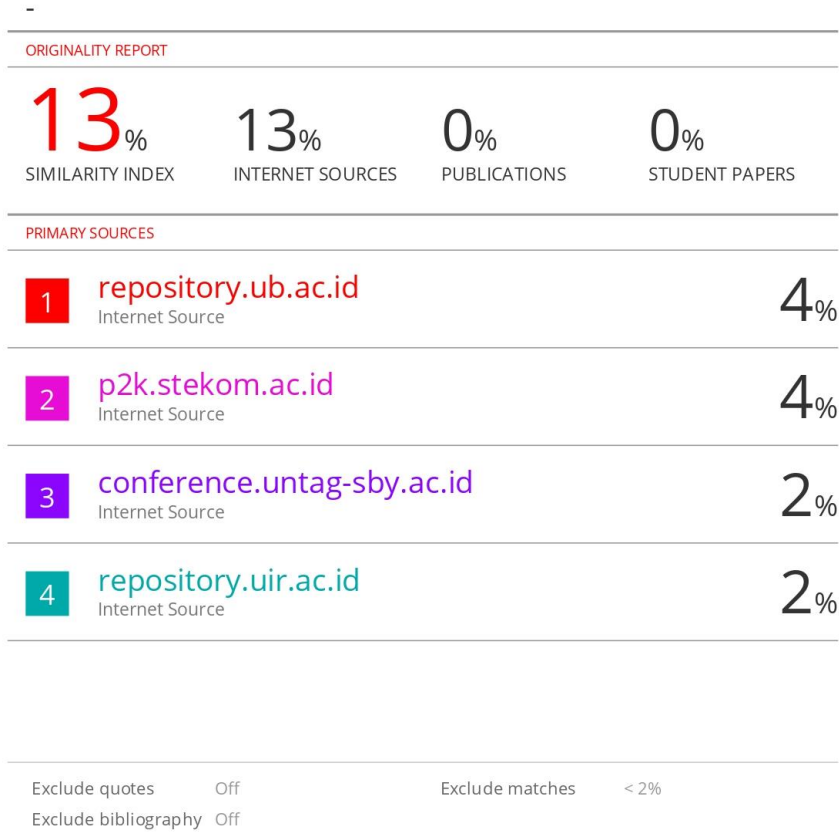 -
ORIGINALITY REPORT
13% 13% 0% 0%
SIMILARITY INDEX INTERNET SOURCES PUBLICATIONS STUDENT PAPERS
PRIMARY SOURCES
1 repository.ub.ac.id 4%
Internet Source
2 p2k.stekom.ac.id 4%
Internet Source
3 conference.untag-sby.ac.id 2%
Internet Source
4 repository.uir.ac.id 2%
Internet Source
Exclude quotes Off Exclude matches < 2%
Exclude bibliography Off